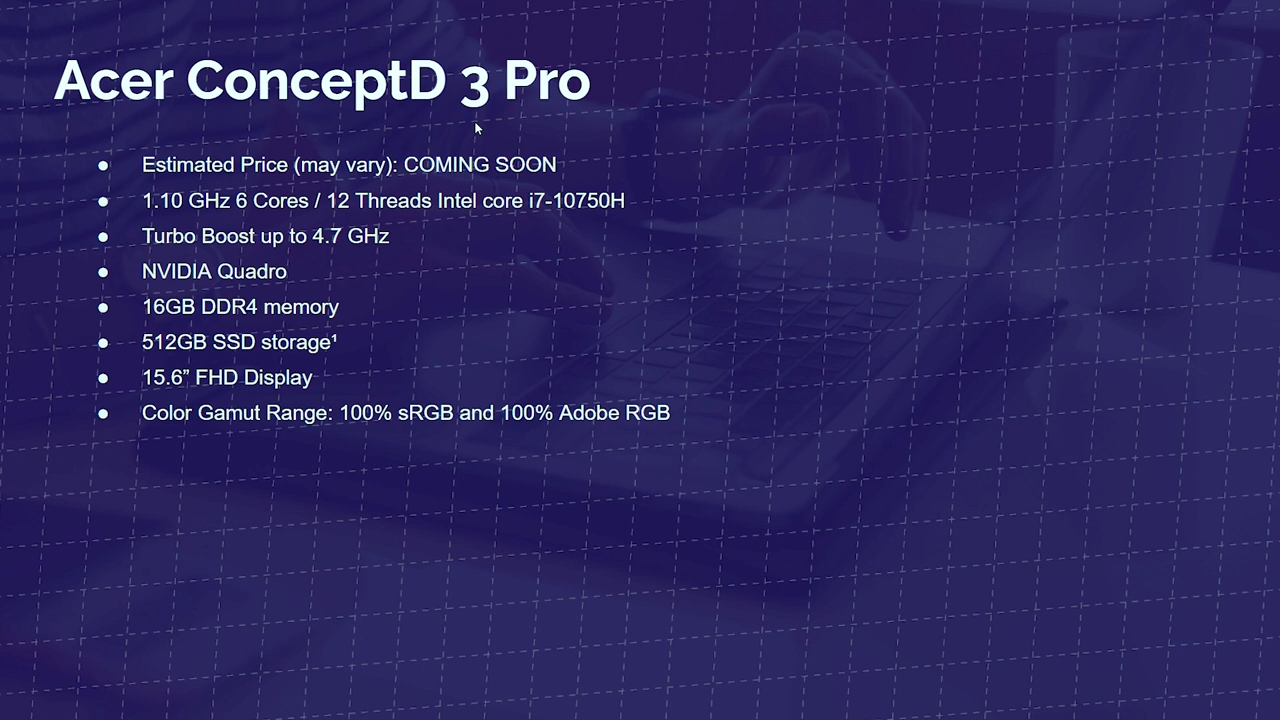 Acer ConceptD 3 Pro
● Estimated Price (may vary): COMING SOON
● 1.10 GHz 6 Cores / 12 Threads Intel core i7-10750H
● Turbo Boost up to 4.7 GHz
● NVIDIA Quadro
● 16GB DDR4 memory
● 512GB SSD storage¹
● 15.6” FHD Display
● Color Gamut Range: 100% sRGB and 100% Adobe RGB